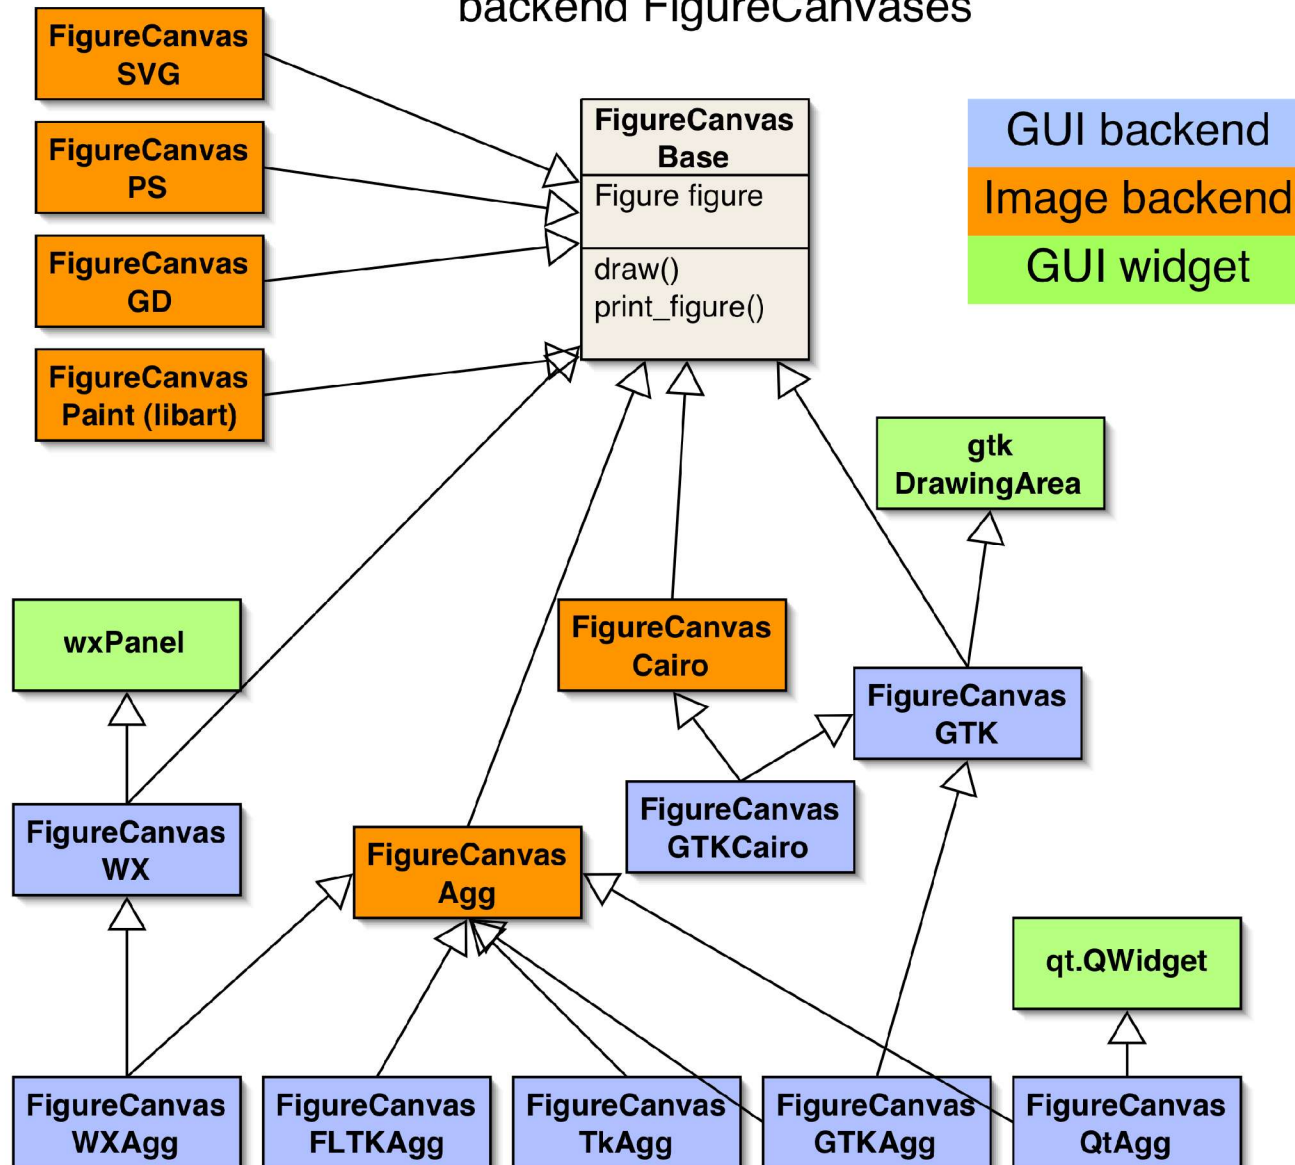 backend FigureCanvases
FigureCanvas
SVG
FigureCanvas
PS
FigureCanvas
GD
FigureCanvas
Paint (libart)
FigureCanvas
Base
Figure figure
draw()
print_figure()
GUI backend
Image backend
GUI widget
gtk
DrawingArea
wxPanel
FigureCanvas
Cairo
FigureCanvas
GTK
FigureCanvas
WX
FigureCanvas
Agg
FigureCanvas
GTKCairo
qt.QWidget
FigureCanvas
WXAgg
FigureCanvas
FLTKAgg
FigureCanvas
TkAgg
FigureCanvas
GTKAgg
FigureCanvas
QtAgg